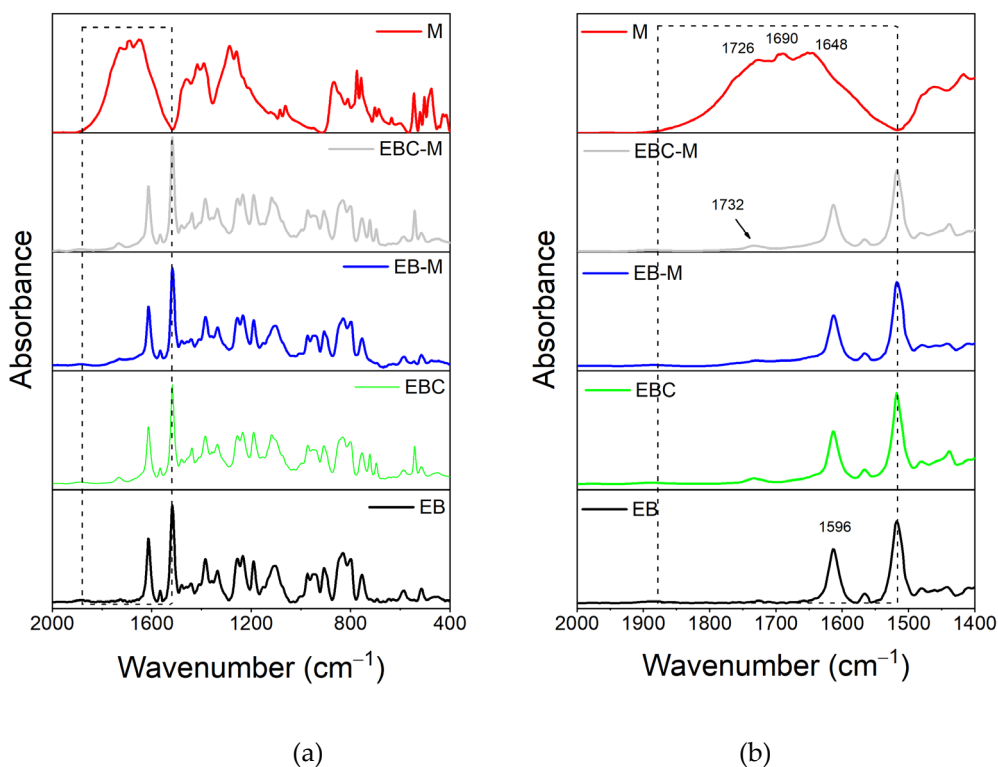 M
EBC-M
EB-M
EBC
EB
Absorbance
2000 1600 1200 800 400
Wavenumber (cm−1)
(a)
M
1726 1690 1648
EBC-M
1732
EB-M
EBC
EB
1596
Absorbance
2000 1900 1800 1700 1600 1500 1400
Wavenumber (cm−1)
(b)